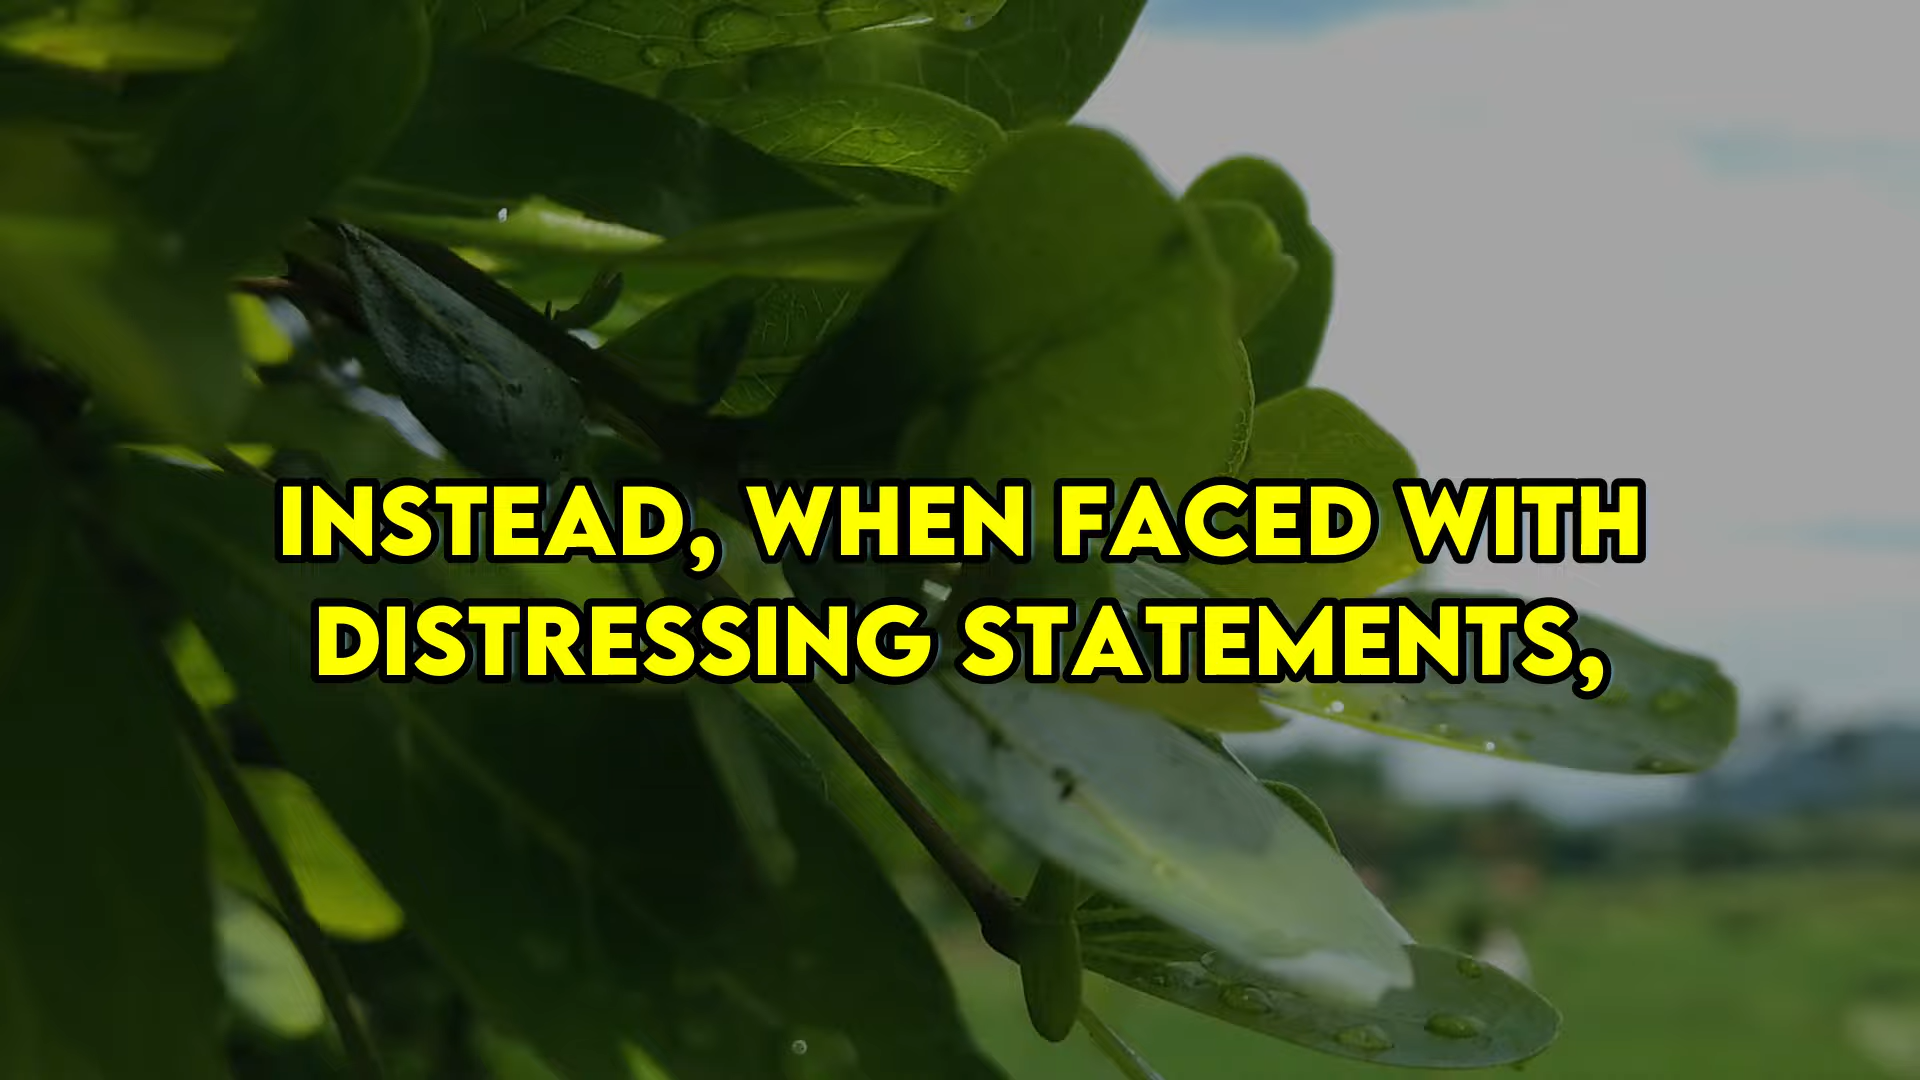 INSTEAD, WHEN FACED WITH
DISTRESSING STATEMENTS,